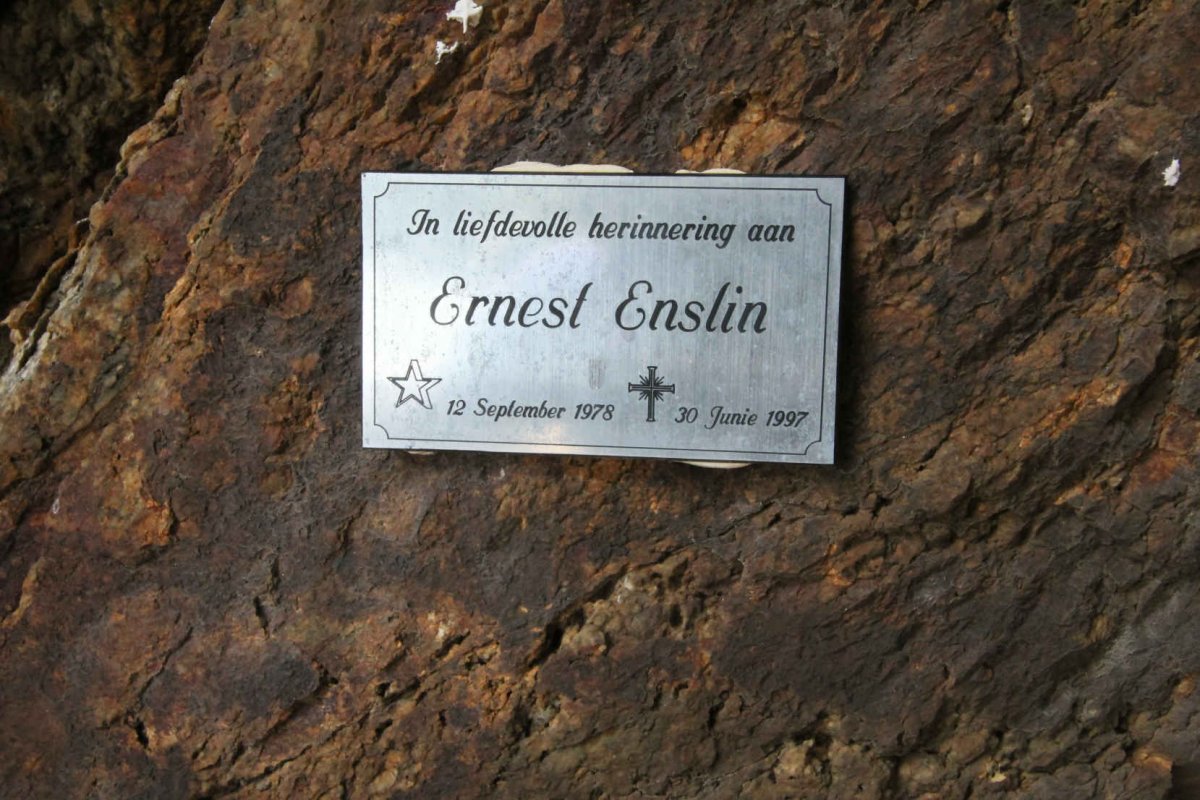 In liefdevolle herinnering aan
Ernest Enslin
12 September 1978 30 Junie 1997